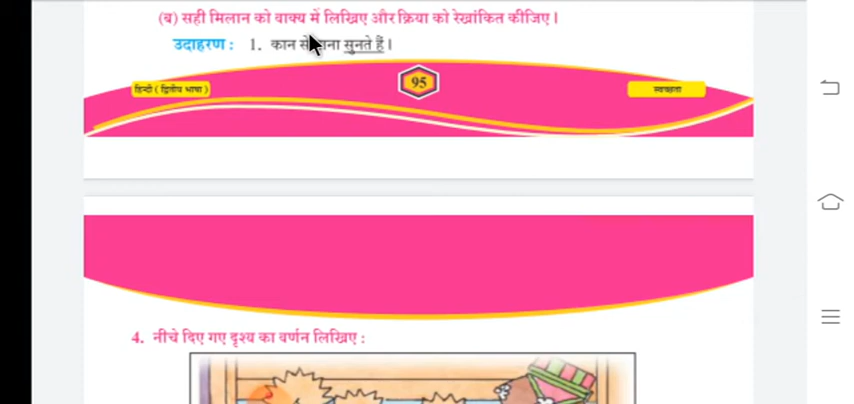 (ब) सही मिलान को वाक्य में लिखिए और क्रिया को रेखांकित कीजिए।
उदाहरण : 1. कान से गाना सुनते हैं।
हिन्दी ( द्वितीय भाषा )
95
स्वच्छता
4. नीचे दिए गए दृश्य का वर्णन लिखिए :